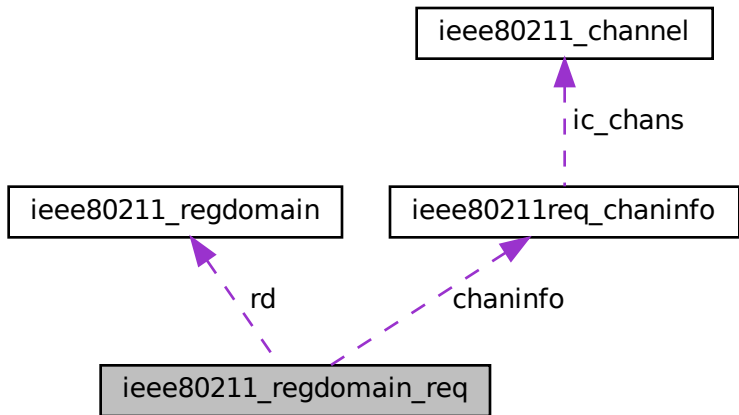 ieee80211_channel
ic_chans
ieee80211_regdomain
ieee80211req_chaninfo
rd
chaninfo
ieee80211_regdomain_req